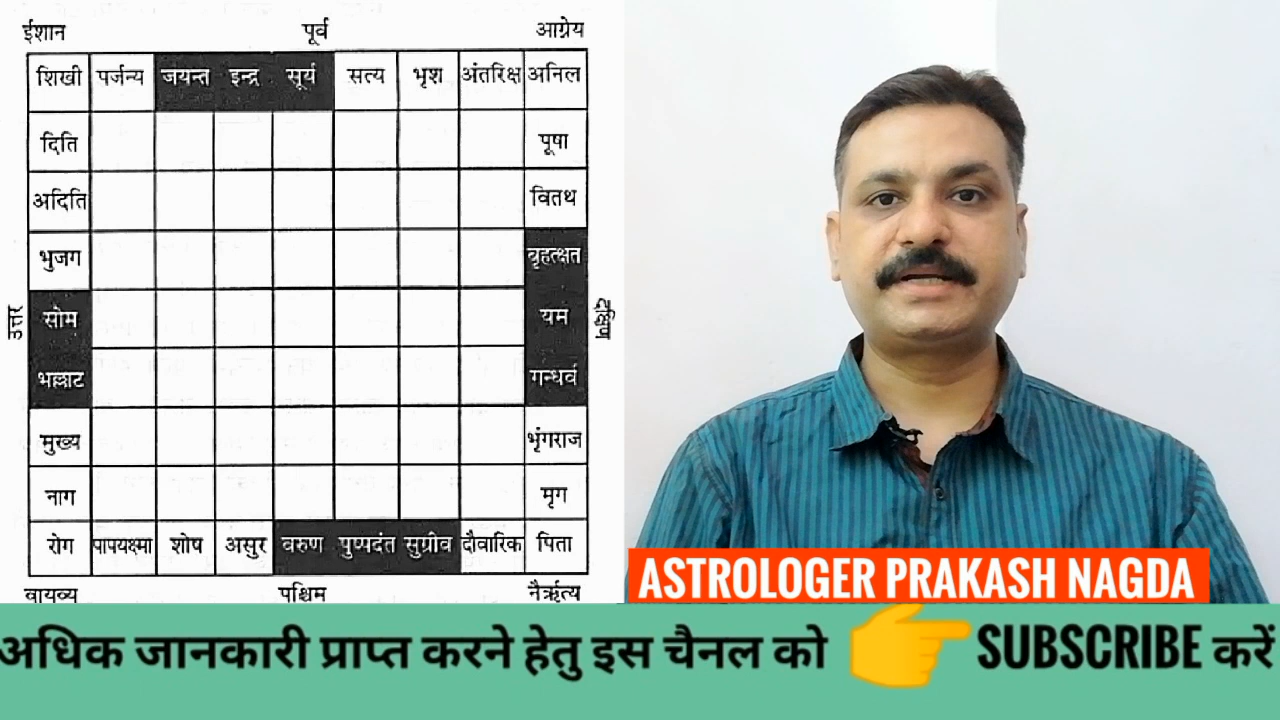 ईशान पूर्व आग्नेय
शिखी पर्जन्य जयन्त इन्द्र सूर्य सत्य भृश अंतरिक्ष अनिल
दिति पूषा
अदिति वितथ
भुजग बृहत्क्षत
उत्तर सोम यम दक्षिण
भल्लाट गन्धर्व
मुख्य भृंगराज
नाग मृग
रोग पापयक्ष्मा शोष असुर वरुण पुष्पदंत सुग्रीव दौवारिक पिता
वायव्य पश्चिम नैर्ऋत्य
ASTROLOGER PRAKASH NAGDA
अधिक जानकारी प्राप्त करने हेतु इस चैनल को 👉 SUBSCRIBE करें